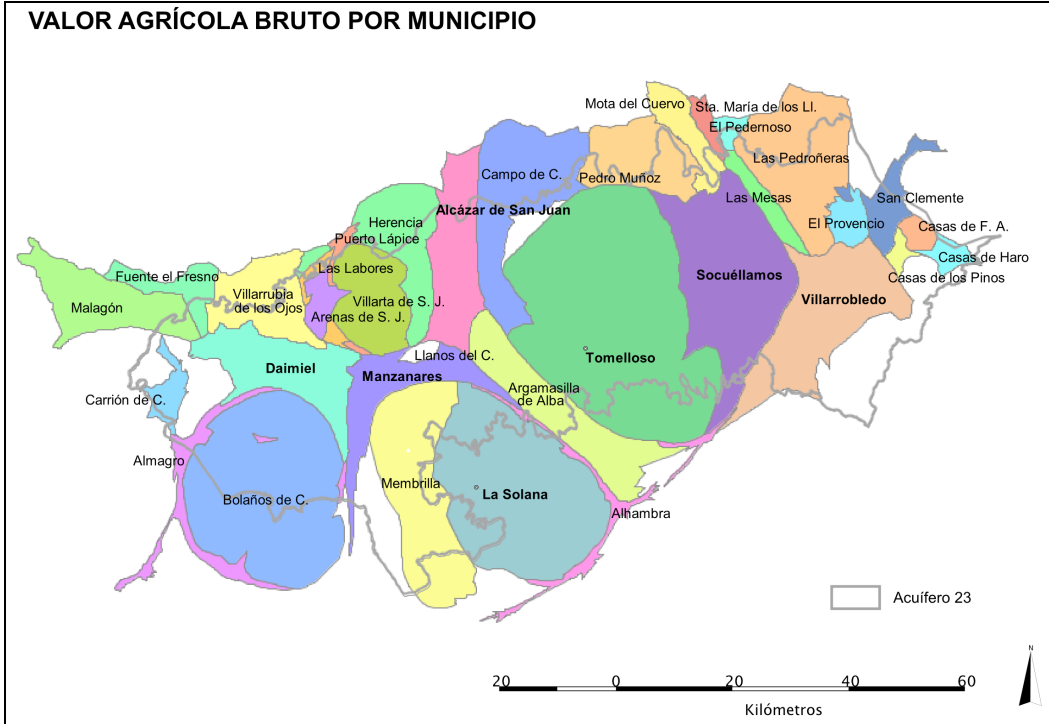 VALOR AGRÍCOLA BRUTO POR MUNICIPIO
Mota del Cuervo
Sta. María de los Ll.
El Pedernoso
Las Pedroñeras
Campo de C.
Pedro Muñoz
Las Mesas
San Clemente
Alcázar de San Juan
Herencia
El Provencio
Casas de F. A.
Puerto Lápice
Casas de Haro
Las Labores
Fuente el Fresno
Socuéllamos
Casas de los Pinos
Villarrubia
de los Ojos
Villarta de S. J.
Villarrobledo
Malagón
Arenas de S. J.
Llanos del C.
Tomelloso
Daimiel
Manzanares
Argamasilla
de Alba
Carrión de C.
Almagro
Membrilla
La Solana
Bolaños de C.
Alhambra
Acuífero 23
N
20 0 20 40 60
Kilómetros